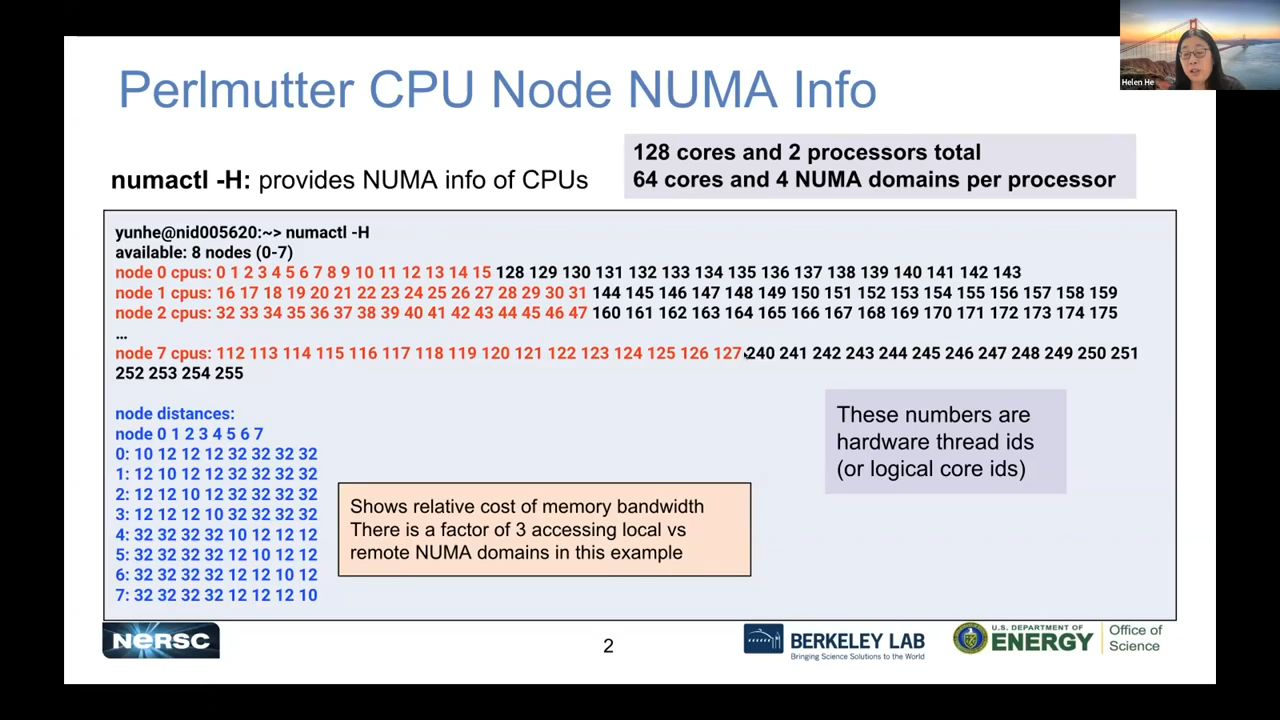 Helen He
Perlmutter CPU Node NUMA Info
numactl -H: provides NUMA info of CPUs
128 cores and 2 processors total
64 cores and 4 NUMA domains per processor
yunhe@nid005620:~> numactl -H
available: 8 nodes (0-7)
node 0 cpus: 0 1 2 3 4 5 6 7 8 9 10 11 12 13 14 15 128 129 130 131 132 133 134 135 136 137 138 139 140 141 142 143
node 1 cpus: 16 17 18 19 20 21 22 23 24 25 26 27 28 29 30 31 144 145 146 147 148 149 150 151 152 153 154 155 156 157 158 159
node 2 cpus: 32 33 34 35 36 37 38 39 40 41 42 43 44 45 46 47 160 161 162 163 164 165 166 167 168 169 170 171 172 173 174 175
…
node 7 cpus: 112 113 114 115 116 117 118 119 120 121 122 123 124 125 126 127 240 241 242 243 244 245 246 247 248 249 250 251
252 253 254 255
node distances:
node 0 1 2 3 4 5 6 7
0: 10 12 12 12 32 32 32 32
1: 12 10 12 12 32 32 32 32
2: 12 12 10 12 32 32 32 32
3: 12 12 12 10 32 32 32 32
4: 32 32 32 32 10 12 12 12
5: 32 32 32 32 12 10 12 12
6: 32 32 32 32 12 12 10 12
7: 32 32 32 32 12 12 12 10
Shows relative cost of memory bandwidth
There is a factor of 3 accessing local vs
remote NUMA domains in this example
These numbers are
hardware thread ids
(or logical core ids)
NERSC
2
BERKELEY LAB
Bringing Science Solutions to the World
U.S. DEPARTMENT OF
ENERGY
Office of
Science